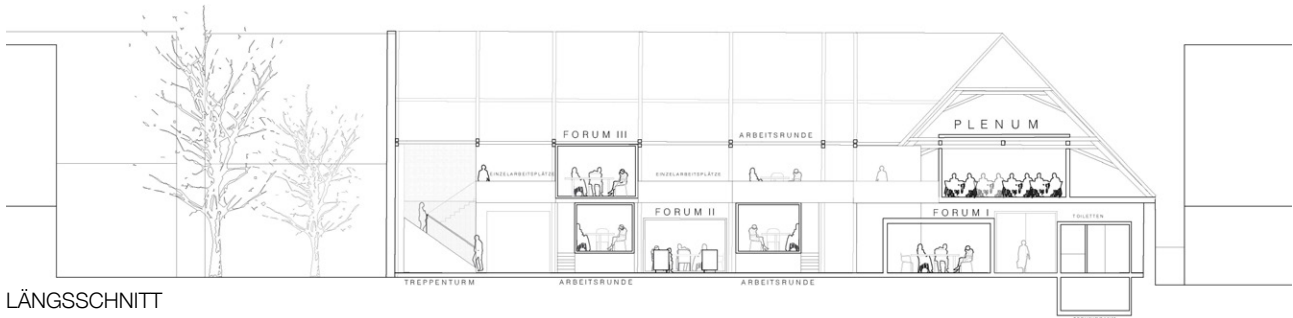 PLENUM
FORUM III
ARBEITSRUNDE
EINZELARBEITSPLÄTZE
EINZELARBEITSPLÄTZE
FORUM II
FORUM I
TOILETTEN
TREPPENTURM
ARBEITSRUNDE
ARBEITSRUNDE
LÄNGSSCHNITT